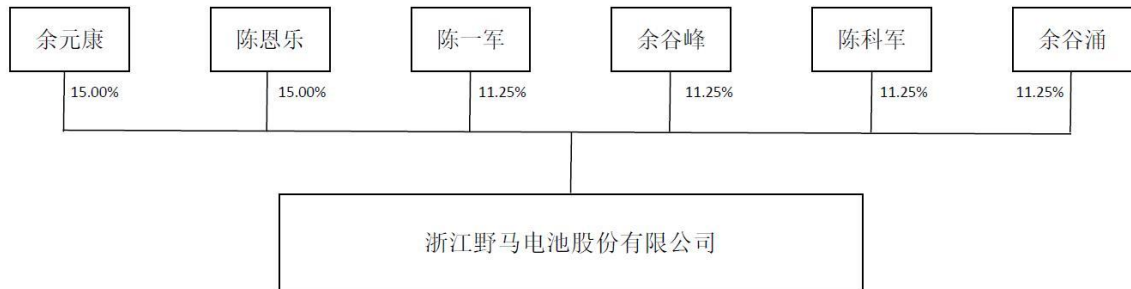 余元康
陈恩乐
陈一军
余谷峰
陈科军
余谷涌
15.00%
15.00%
11.25%
11.25%
11.25%
11.25%
浙江野马电池股份有限公司